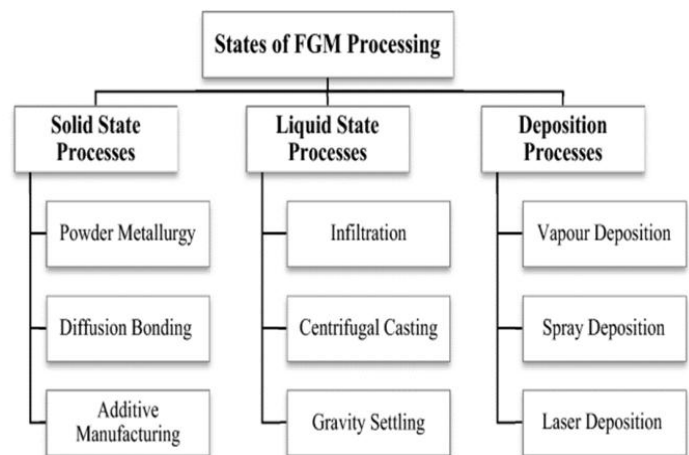 States of FGM Processing
Solid State
Processes
Liquid State
Processes
Deposition
Processes
Powder Metallurgy
Infiltration
Vapour Deposition
Diffusion Bonding
Centrifugal Casting
Spray Deposition
Additive
Manufacturing
Gravity Settling
Laser Deposition